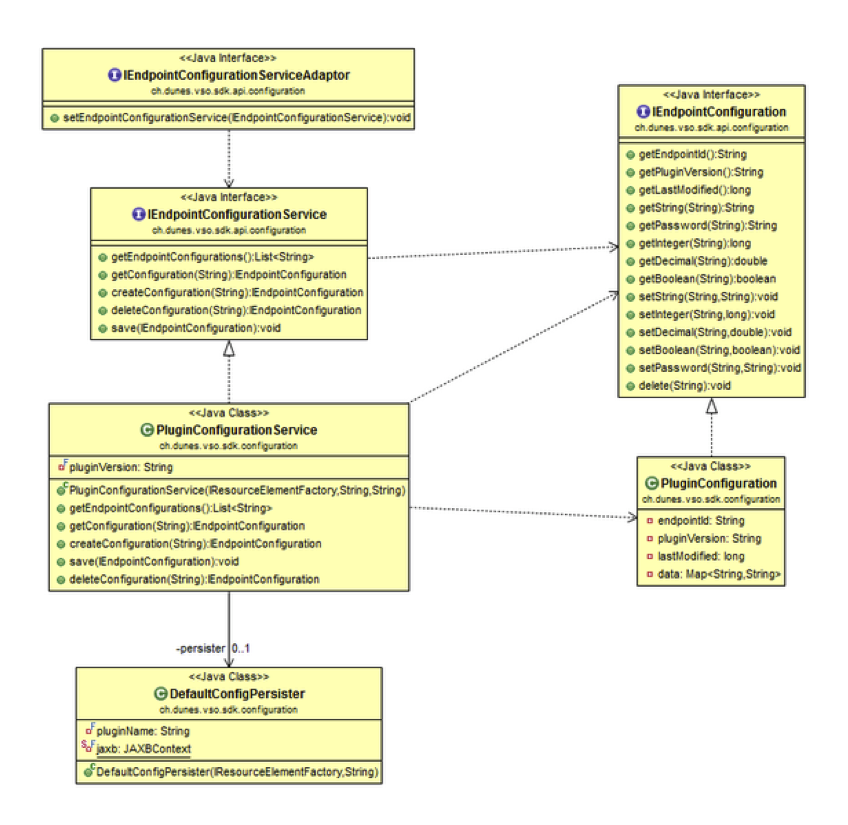 <<Java Interface>>
IEndpointConfigurationServiceAdaptor
ch.dunes.vso.sdk.api.configuration
setEndpointConfigurationService(IEndpointConfigurationService):void
<<Java Interface>>
IEndpointConfigurationService
ch.dunes.vso.sdk.api.configuration
getEndpointConfigurations():List<String>
getConfiguration(String):IEndpointConfiguration
createConfiguration(String):IEndpointConfiguration
deleteConfiguration(String):IEndpointConfiguration
save(IEndpointConfiguration):void
<<Java Interface>>
IEndpointConfiguration
ch.dunes.vso.sdk.api.configuration
getEndpointId():String
getPluginVersion():String
getLastModified():long
getString(String):String
getPassword(String):String
getInteger(String):long
getDecimal(String):double
getBoolean(String):boolean
setString(String,String):void
setInteger(String,long):void
setDecimal(String,double):void
setBoolean(String,boolean):void
setPassword(String,String):void
delete(String):void
<<Java Class>>
PluginConfigurationService
ch.dunes.vso.sdk.configuration
pluginVersion: String
PluginConfigurationService(IResourceElementFactory,String,String)
getEndpointConfigurations():List<String>
getConfiguration(String):IEndpointConfiguration
createConfiguration(String):IEndpointConfiguration
save(IEndpointConfiguration):void
deleteConfiguration(String):IEndpointConfiguration
<<Java Class>>
PluginConfiguration
ch.dunes.vso.sdk.configuration
endpointId: String
pluginVersion: String
lastModified: long
data: Map<String,String>
-persister 0..1
<<Java Class>>
DefaultConfigPersister
ch.dunes.vso.sdk.configuration
pluginName: String
jaxb: JAXBContext
DefaultConfigPersister(IResourceElementFactory,String)